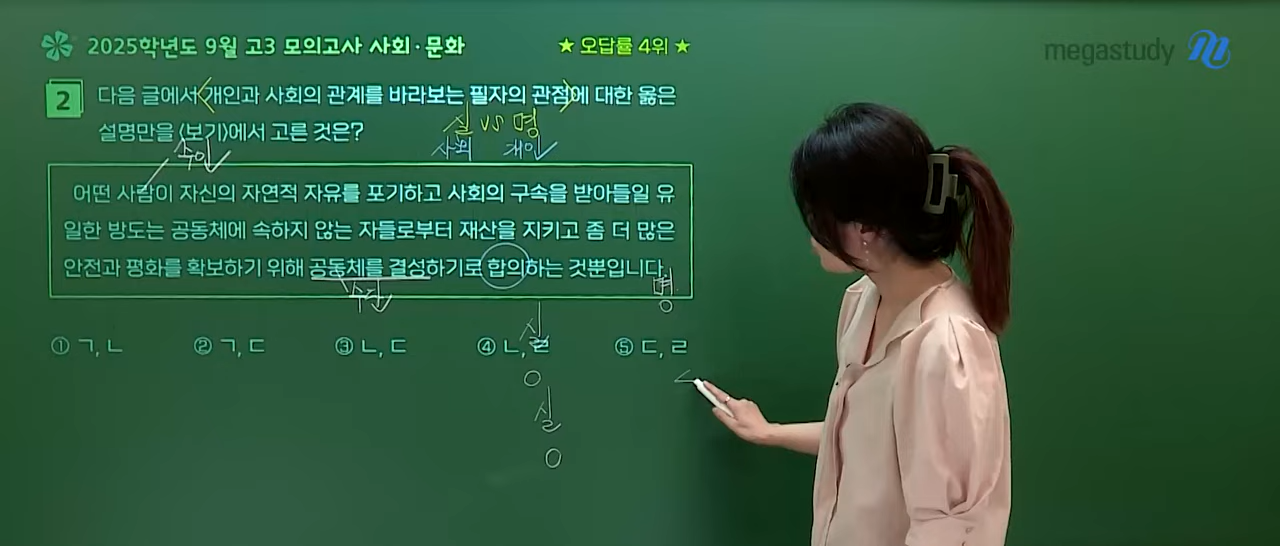 2025학년도 9월 고3 모의고사 사회·문화
★ 오답률 4위 ★
megastudy
2 다음 글에서 <개인과 사회의 관계를 바라보는 필자의 관점>에 대한 옳은
설명만을 <보기>에서 고른 것은?
실 vs 명
사회 개인
수인
어떤 사람이 자신의 자연적 자유를 포기하고 사회의 구속을 받아들일 유
일한 방도는 공동체에 속하지 않는 자들로부터 재산을 지키고 좀 더 많은
안전과 평화를 확보하기 위해 공동체를 결성하기로 합의하는 것뿐입니다.
수단
명
① ㄱ, ㄴ ② ㄱ, ㄷ ③ ㄴ, ㄷ ④ ㄴ, ㄹ ⑤ ㄷ, ㄹ
실
실